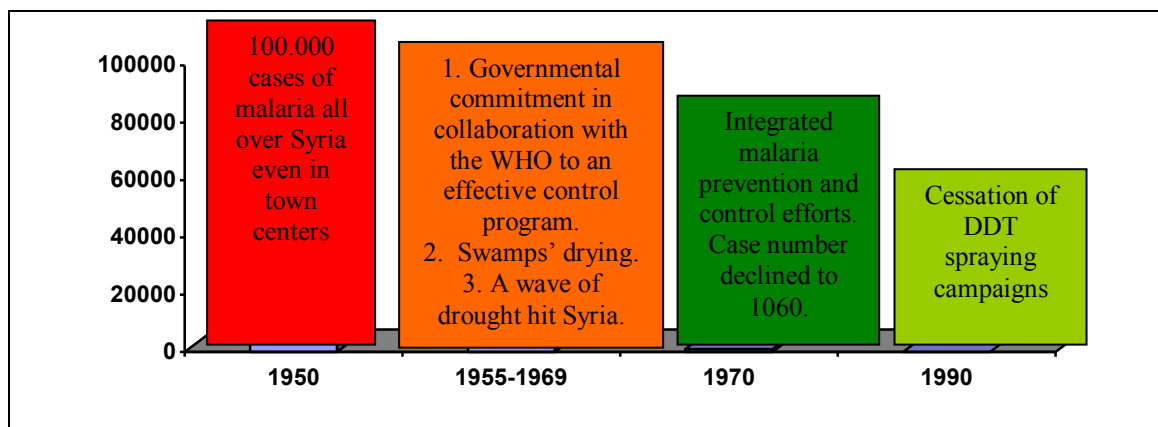 100000
80000
60000
40000
20000
0
100.000
cases of
malaria all
over Syria
even in
town
centers
1. Governmental
commitment in
collaboration with
the WHO to an
effective control
program.
2. Swamps’ drying.
3. A wave of
drought hit Syria.
Integrated
malaria
prevention and
control efforts.
Case number
declined to
1060.
Cessation of
DDT
spraying
campaigns
1950
1955-1969
1970
1990